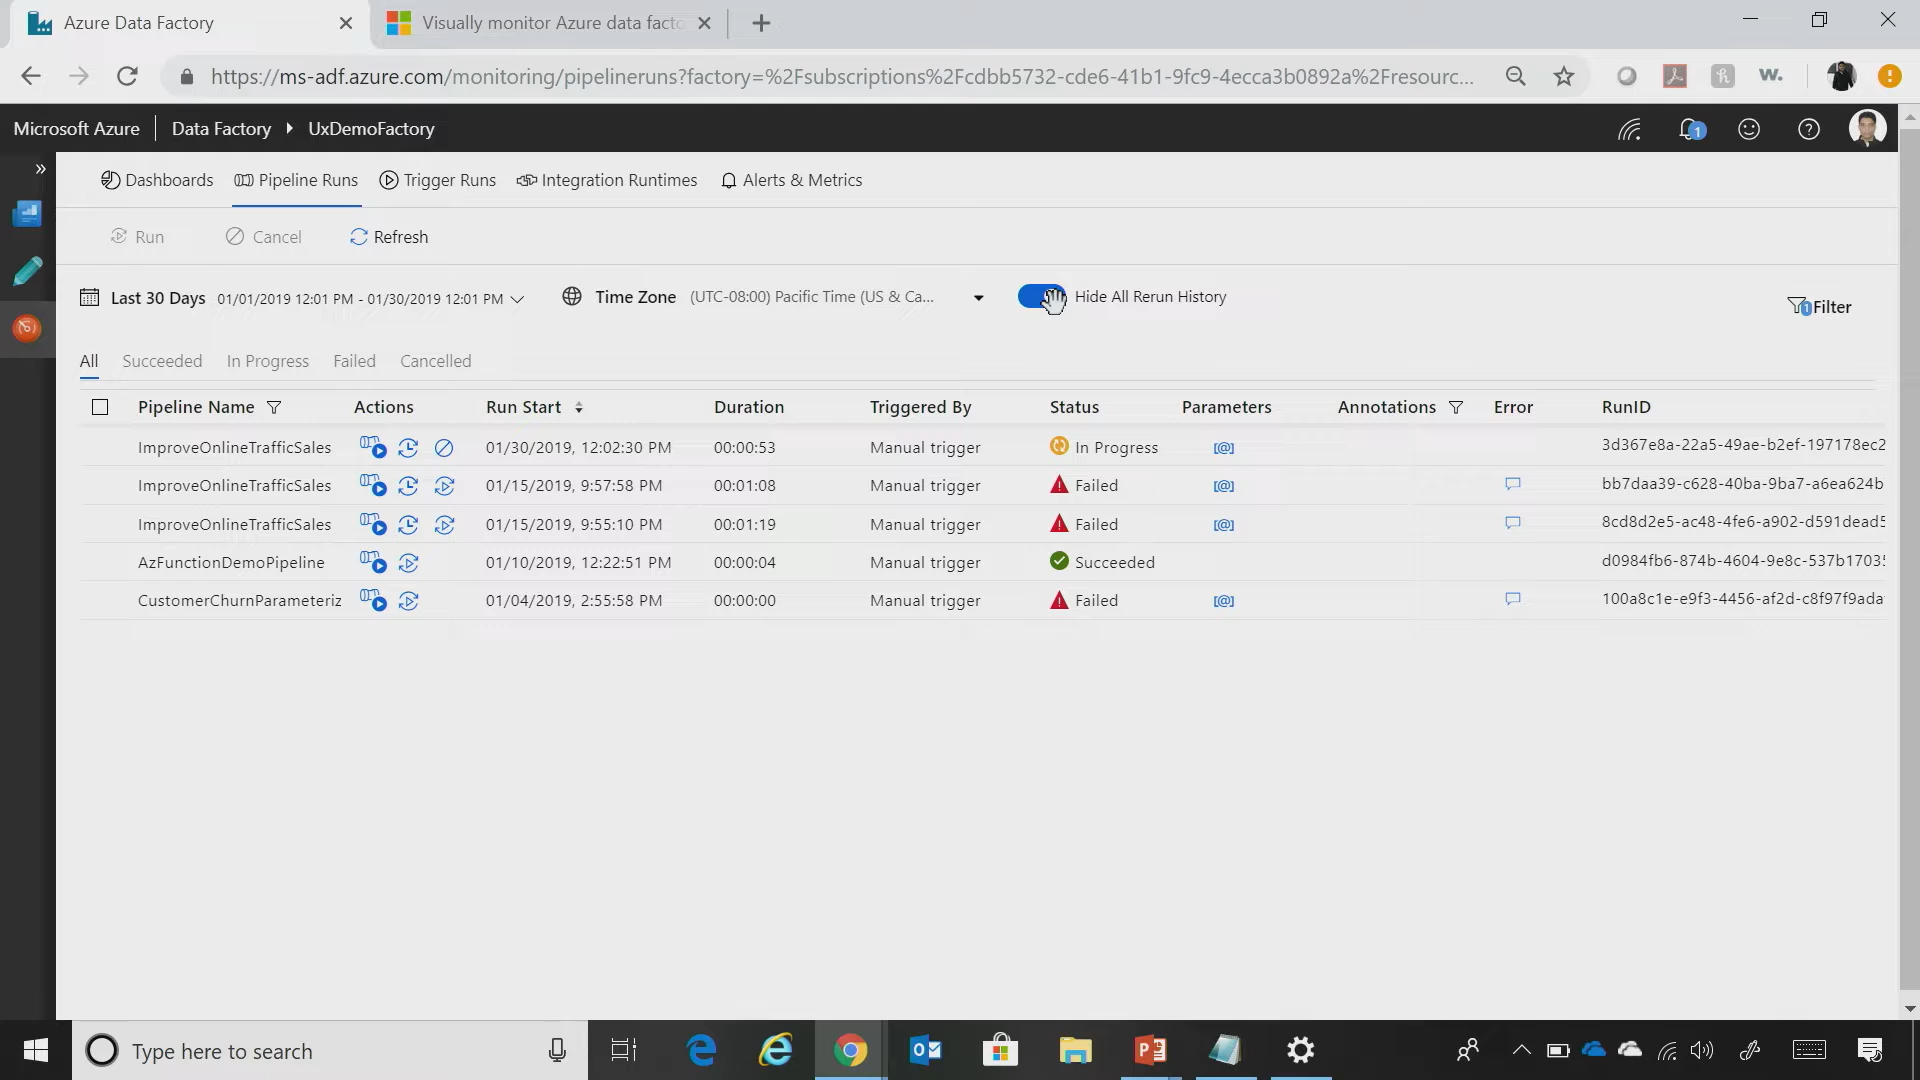 Azure Data Factory
Visually monitor Azure data facto
https://ms-adf.azure.com/monitoring/pipelineruns?factory=%2Fsubscriptions%2Fcdbb5732-cde6-41b1-9fc9-4ecca3b0892a%2Fresourc...
Microsoft Azure Data Factory UxDemoFactory 1
Dashboards Pipeline Runs Trigger Runs Integration Runtimes Alerts & Metrics
Run Cancel Refresh
Last 30 Days 01/01/2019 12:01 PM - 01/30/2019 12:01 PM Time Zone (UTC-08:00) Pacific Time (US & Ca... Hide All Rerun History 1 Filter
All Succeeded In Progress Failed Cancelled
Pipeline Name Actions Run Start Duration Triggered By Status Parameters Annotations Error RunID
ImproveOnlineTrafficSales 01/30/2019, 12:02:30 PM 00:00:53 Manual trigger In Progress [@] 3d367e8a-22a5-49ae-b2ef-197178ec2
ImproveOnlineTrafficSales 01/15/2019, 9:57:58 PM 00:01:08 Manual trigger Failed [@] bb7daa39-c628-40ba-9ba7-a6ea624b
ImproveOnlineTrafficSales 01/15/2019, 9:55:10 PM 00:01:19 Manual trigger Failed [@] 8cd8d2e5-ac48-4fe6-a902-d591dead5
AzFunctionDemoPipeline 01/10/2019, 12:22:51 PM 00:00:04 Manual trigger Succeeded d0984fb6-874b-4604-9e8c-537b17035
CustomerChurnParameteriz 01/04/2019, 2:55:58 PM 00:00:00 Manual trigger Failed [@] 100a8c1e-e9f3-4456-af2d-c8f97f9ada
Type here to search